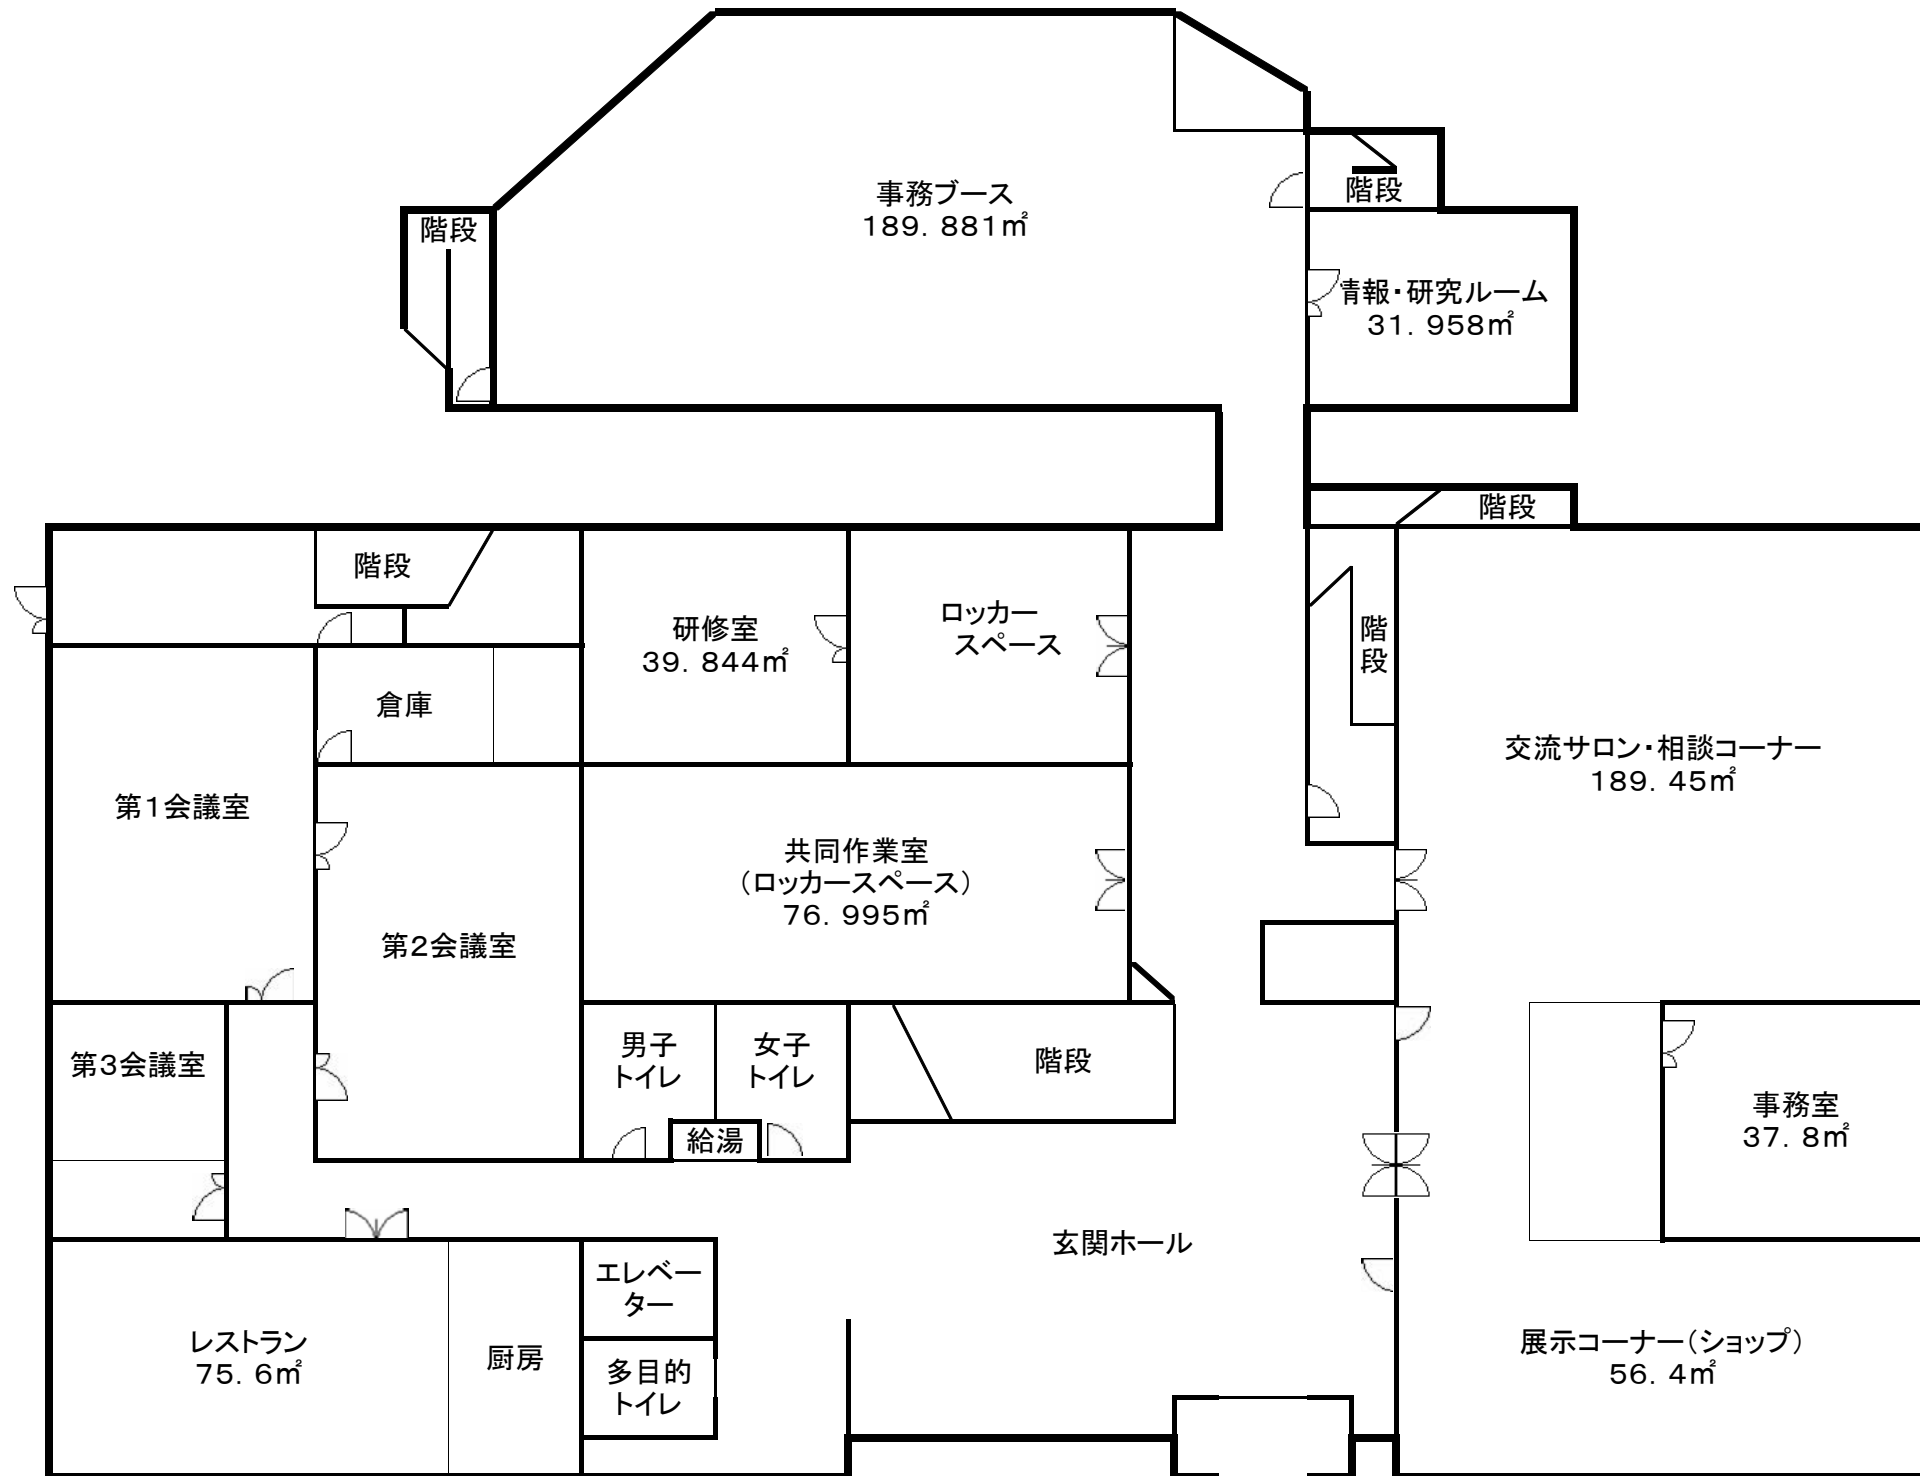 事務ブース
189. 881㎡
階段
階段
情報・研究ルーム
31. 958㎡
階段
階段
研修室
39. 844㎡
ロッカー
スペース
階段
倉庫
交流サロン・相談コーナー
189. 45㎡
第1会議室
共同作業室
（ロッカースペース）
76. 995㎡
第2会議室
第3会議室
男子
トイレ
女子
トイレ
階段
給湯
事務室
37. 8㎡
玄関ホール
エレベー
ター
レストラン
75. 6㎡
厨房
多目的
トイレ
展示コーナー（ショップ）
56. 4㎡